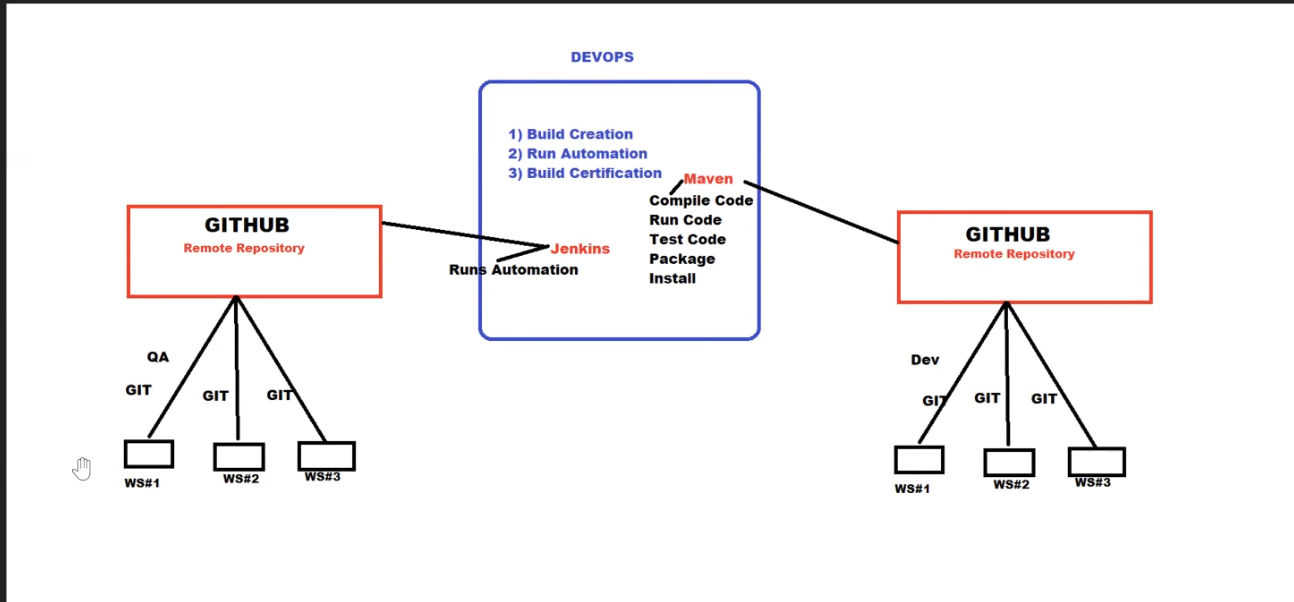 DEVOPS
1) Build Creation
2) Run Automation
3) Build Certification
Maven
Compile Code
Run Code
Test Code
Package
Install
Jenkins
Runs Automation
GITHUB
Remote Repository
QA
GIT
GIT
GIT
WS#1
WS#2
WS#3
GITHUB
Remote Repository
Dev
GIT
GIT
GIT
WS#1
WS#2
WS#3